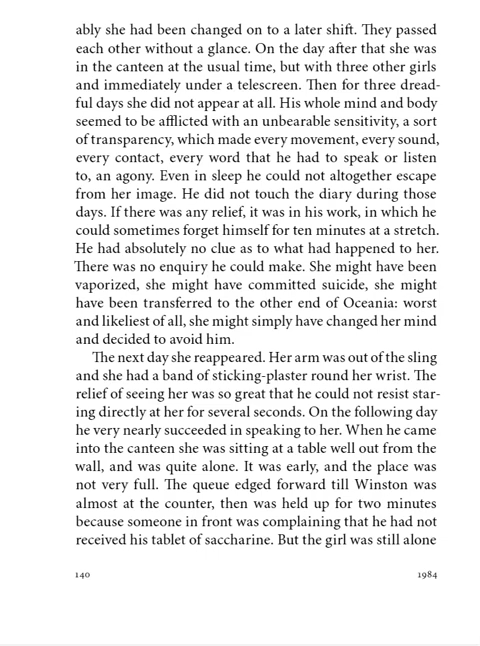 ably she had been changed on to a later shift. They passed
each other without a glance. On the day after that she was
in the canteen at the usual time, but with three other girls
and immediately under a telescreen. Then for three dread-
ful days she did not appear at all. His whole mind and body
seemed to be afflicted with an unbearable sensitivity, a sort
of transparency, which made every movement, every sound,
every contact, every word that he had to speak or listen
to, an agony. Even in sleep he could not altogether escape
from her image. He did not touch the diary during those
days. If there was any relief, it was in his work, in which he
could sometimes forget himself for ten minutes at a stretch.
He had absolutely no clue as to what had happened to her.
There was no enquiry he could make. She might have been
vaporized, she might have committed suicide, she might
have been transferred to the other end of Oceania: worst
and likeliest of all, she might simply have changed her mind
and decided to avoid him.
The next day she reappeared. Her arm was out of the sling
and she had a band of sticking-plaster round her wrist. The
relief of seeing her was so great that he could not resist star-
ing directly at her for several seconds. On the following day
he very nearly succeeded in speaking to her. When he came
into the canteen she was sitting at a table well out from the
wall, and was quite alone. It was early, and the place was
not very full. The queue edged forward till Winston was
almost at the counter, then was held up for two minutes
because someone in front was complaining that he had not
received his tablet of saccharine. But the girl was still alone
140 1984